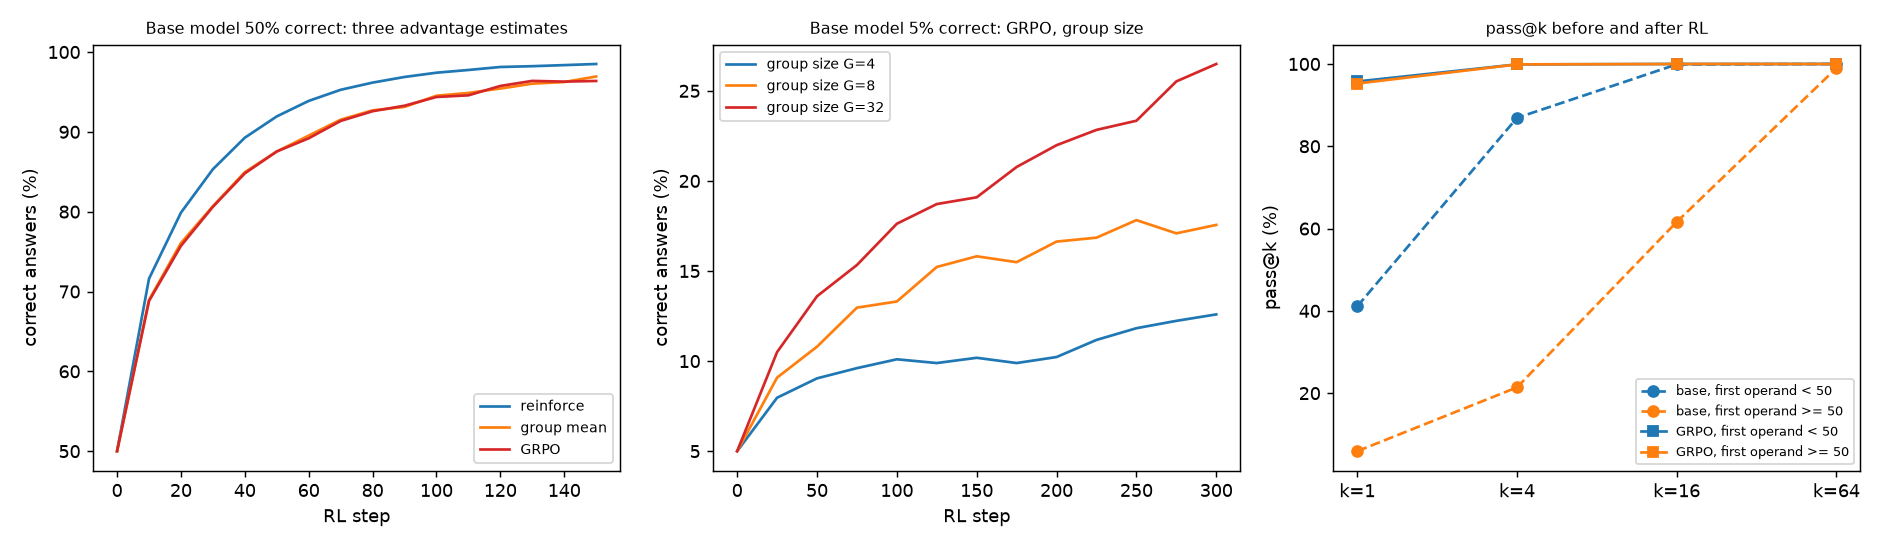 Base model 50% correct: three advantage estimates
correct answers (%)
100
90
80
70
60
50
0 20 40 60 80 100 120 140
RL step
reinforce
group mean
GRPO
Base model 5% correct: GRPO, group size
correct answers (%)
25
20
15
10
5
0 50 100 150 200 250 300
RL step
group size G=4
group size G=8
group size G=32
pass@k before and after RL
pass@k (%)
100
80
60
40
20
k=1 k=4 k=16 k=64
base, first operand < 50
base, first operand >= 50
GRPO, first operand < 50
GRPO, first operand >= 50